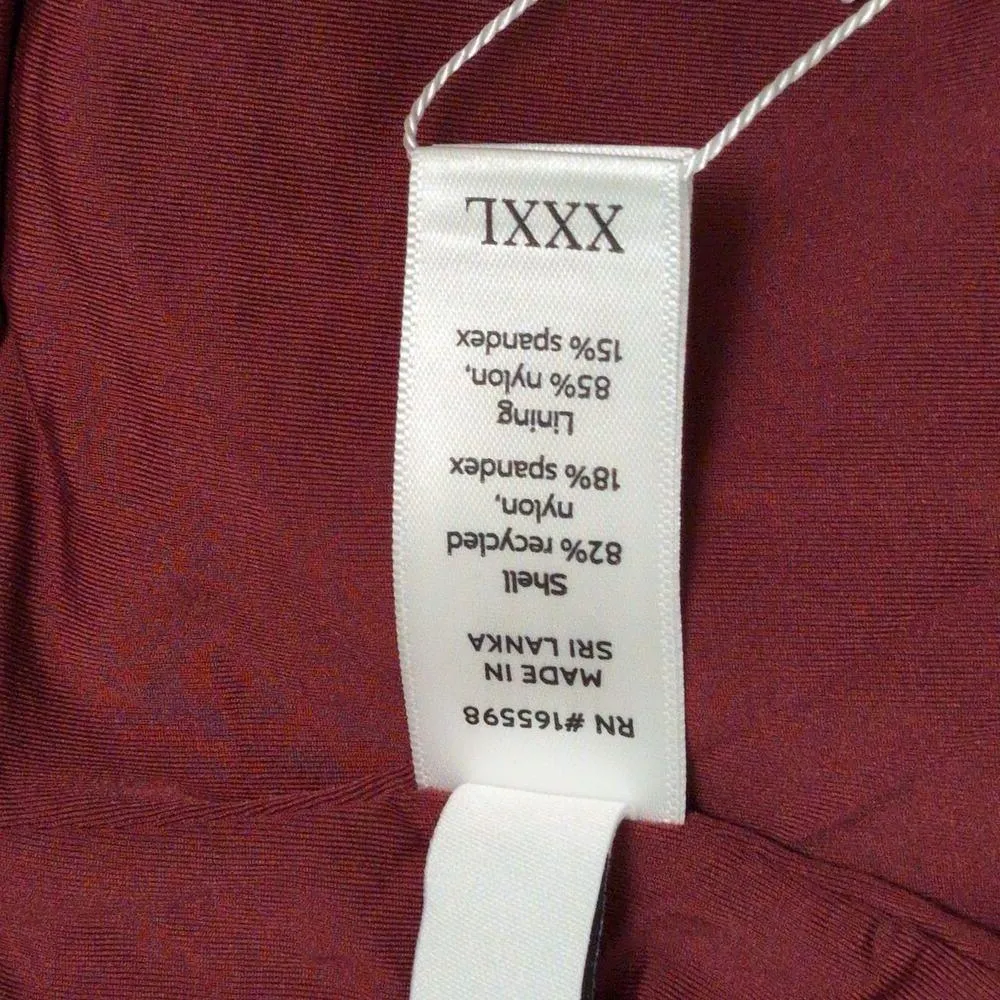 RN #165598
MADE IN
SRI LANKA
Shell
82% recycled
nylon,
18% spandex
Lining
85% nylon,
15% spandex
XXXL